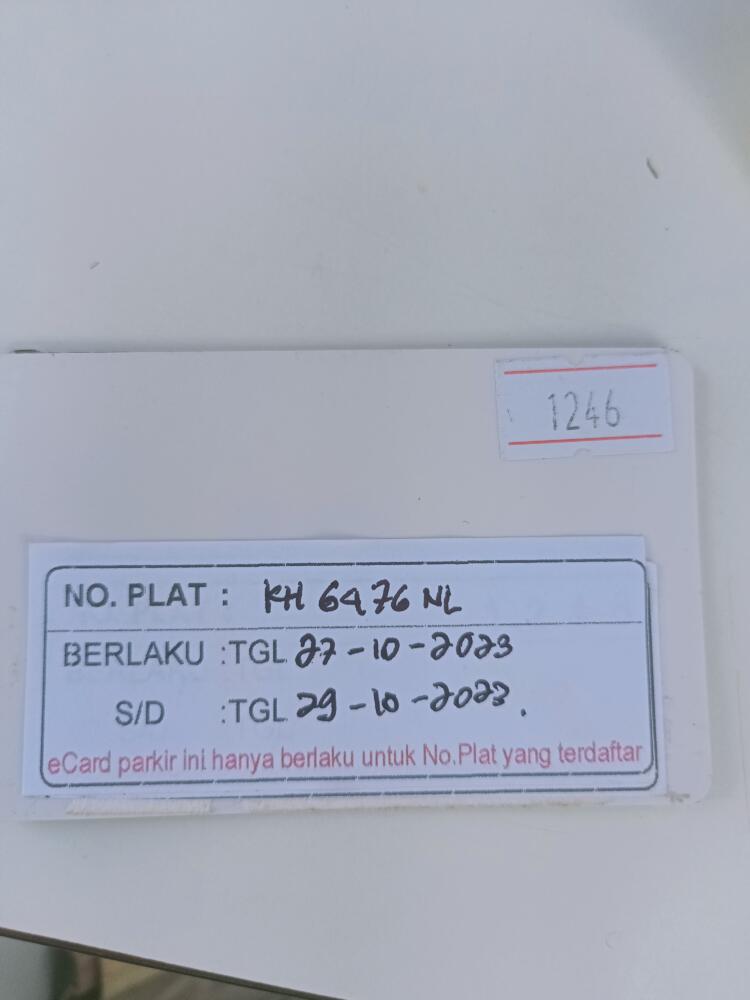 1246
NO. PLAT : KH 6476 NL
BERLAKU :TGL 27-10-2023
S/D :TGL 29-10-2023.
eCard parkir ini hanya berlaku untuk No.Plat yang terdaftar